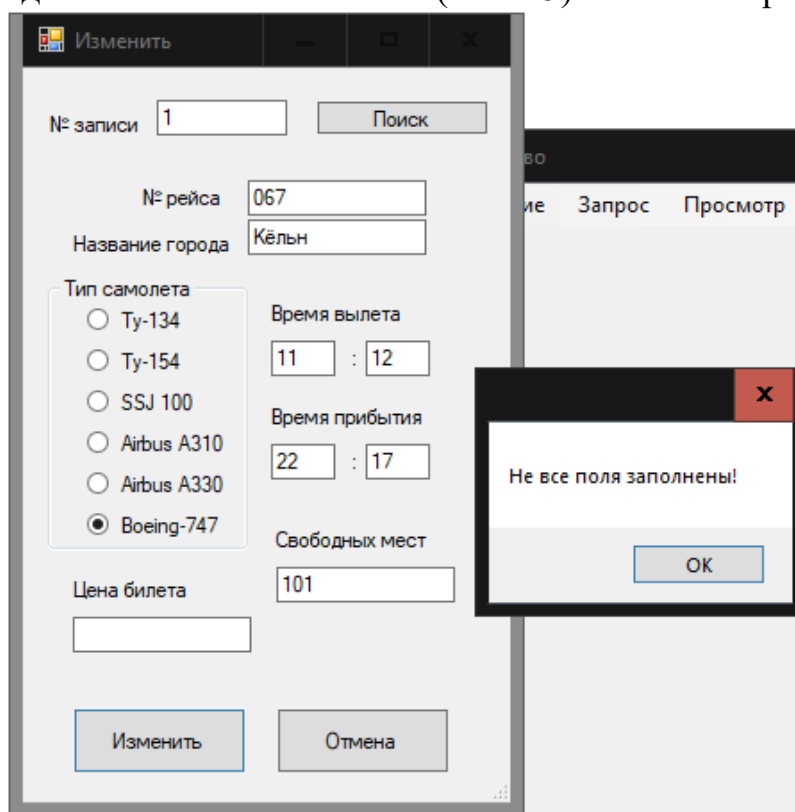 Изменить
№ записи 1 Поиск
во
№ рейса 067
ие Запрос Просмотр
Название города Кёльн
Тип самолета
Ту-134
Время вылета
Ту-154
11 : 12
SSJ 100
Время прибытия
Airbus A310
22 : 17
Airbus A330
Не все поля заполнены!
Boeing-747
Свободных мест
OK
Цена билета
101
Изменить
Отмена